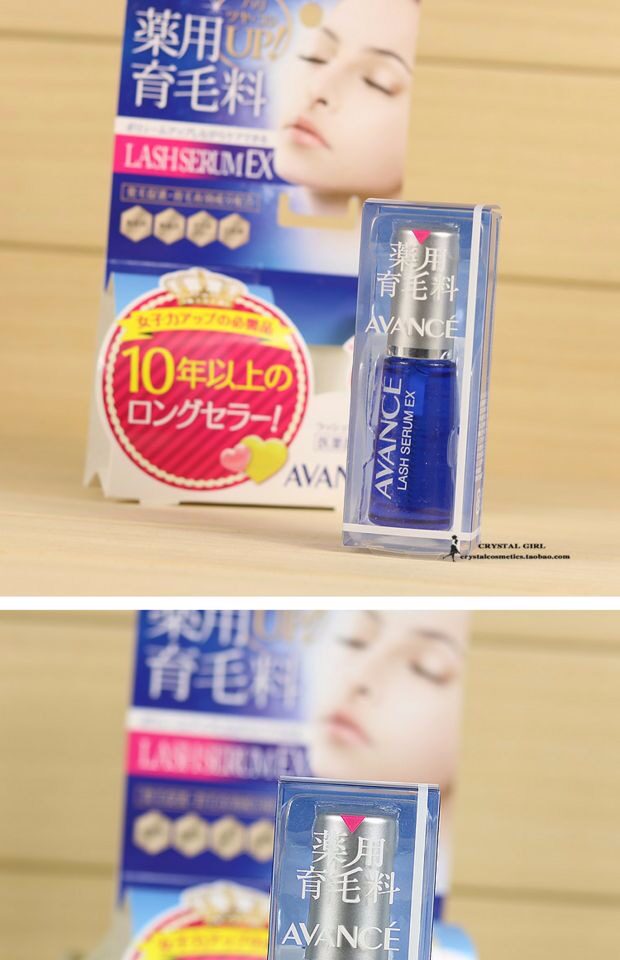 薬用
UP!
育毛料
LASH SERUM EX
女子力アップの必需品
10年以上の
ロングセラー!
AVAN
薬用
育毛料
AVANCÉ
AVANCÉ
LASH SERUM EX
CRYSTAL GIRL
crystalcosmetics.taobao.com
薬用UP!
育毛料
LASH SERUM EX
薬用
育毛料
AVANCÉ